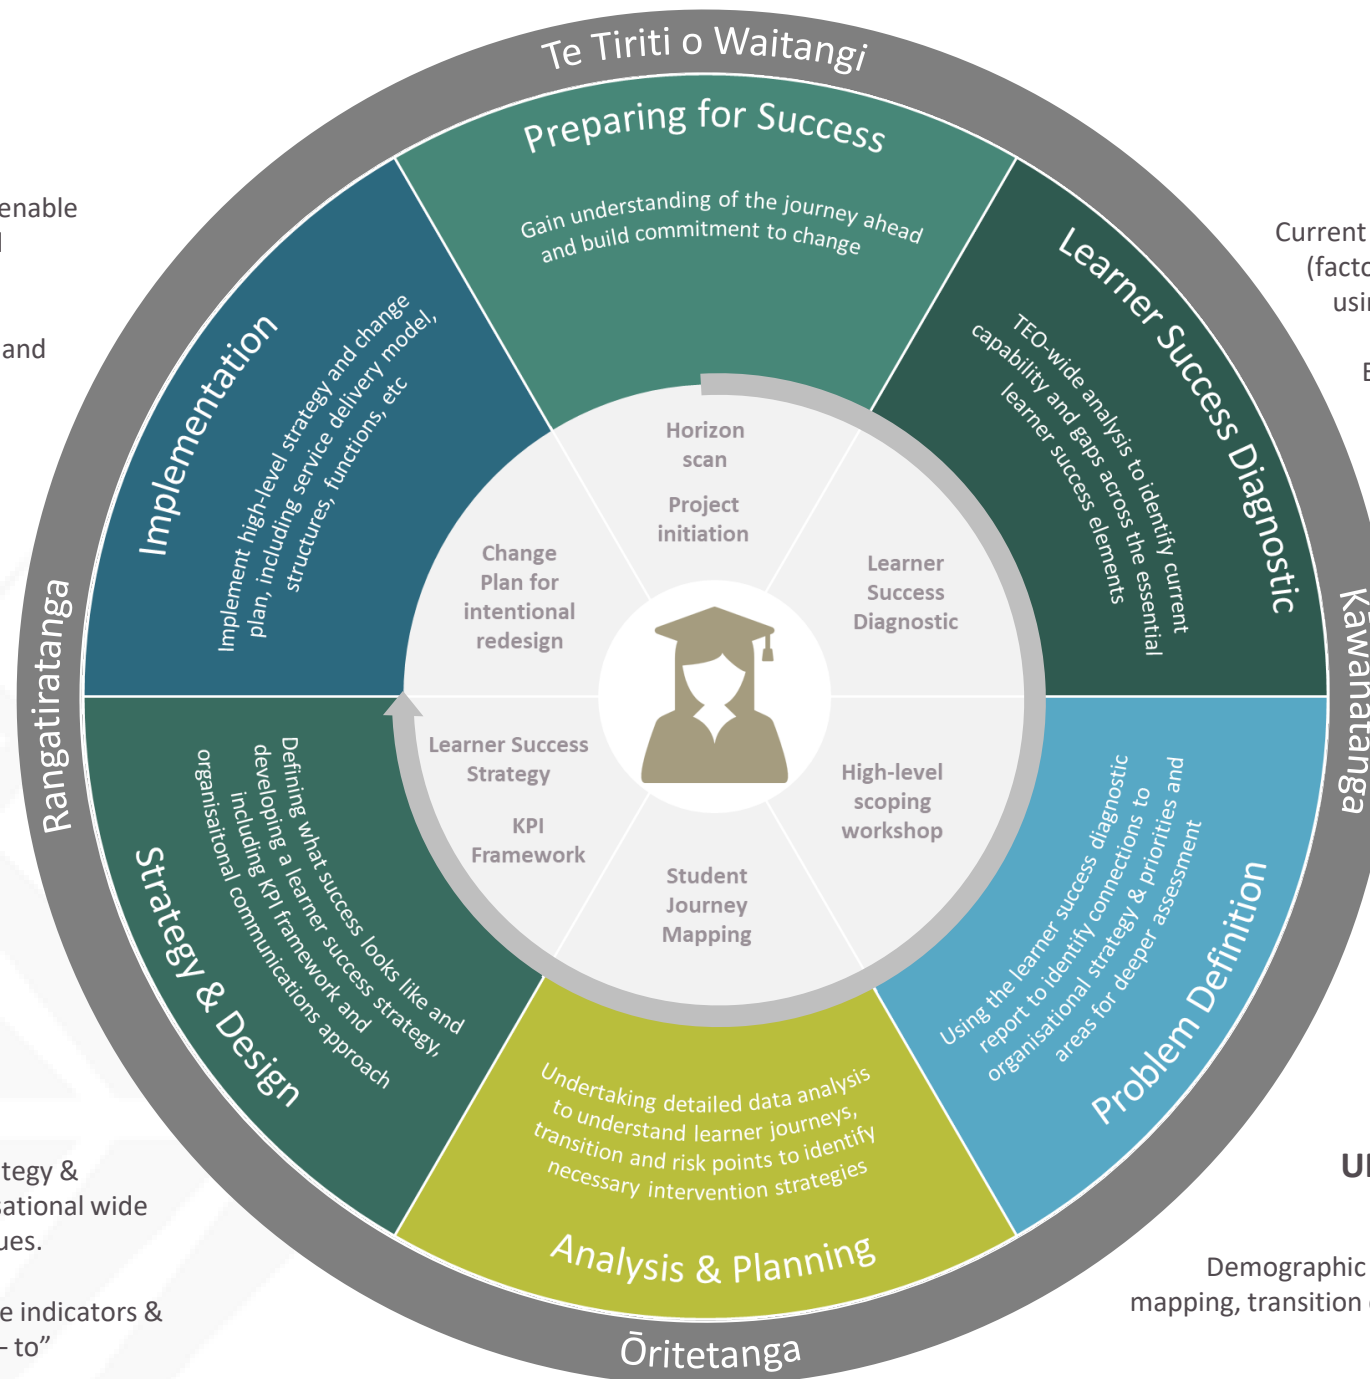 Te Tiriti o Waitangi
Preparing for Success
Gain understanding of the journey ahead
and build commitment to change
Learner Success Diagnostic
TEO-wide analysis to identify current
capability and gaps across the essential
learner success elements
Kāwanatanga
Problem Definition
Using the learner success diagnostic
report to identify connections to
organisational strategy & priorities and
areas for deeper assessment
Analysis & Planning
Undertaking detailed data analysis
to understand learner journeys,
transition and risk points to identify
necessary intervention strategies
Ōritetanga
Strategy & Design
Defining what success looks like and
developing a learner success strategy,
including KPI framework and
organisaitonal communications approach
Rangatiratanga
Implementation
Implement high-level strategy and change
plan, including service delivery model,
structures, functions, etc
Horizon
scan
Project
initiation
Learner
Success
Diagnostic
High-level
scoping
workshop
Student
Journey
Mapping
Learner Success
Strategy
KPI
Framework
Change
Plan for
intentional
redesign
enable
and
Current
(facto
usin
E
tegy &
sational wide
ues.
e indicators &
- to”
U
Demographic
mapping, transition